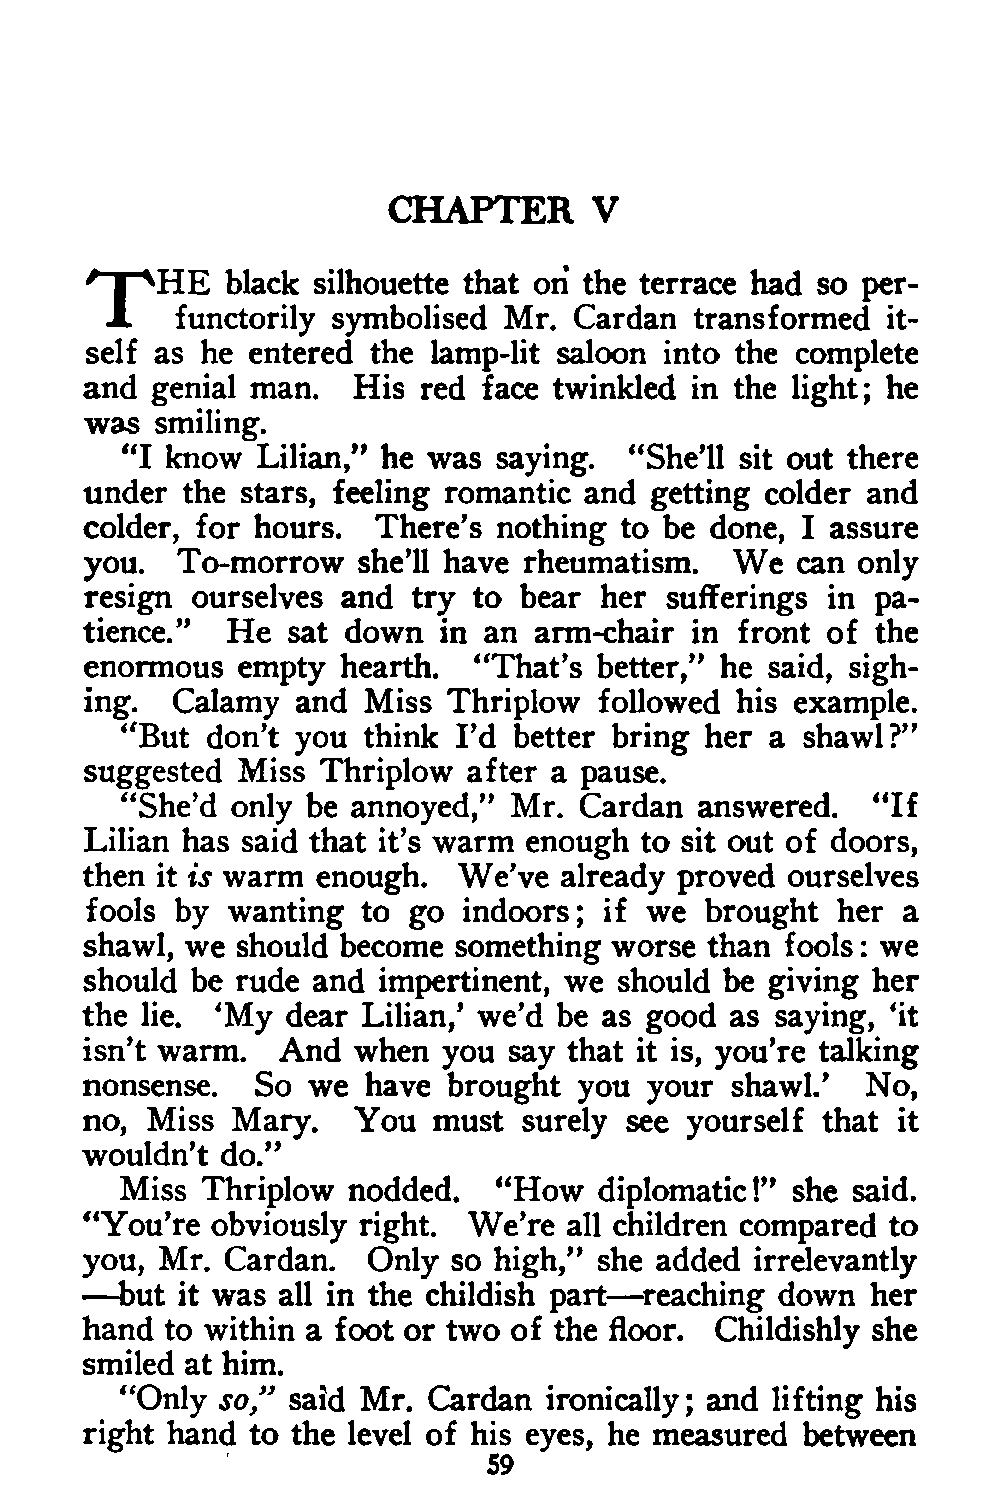 CHAPTER V
THE black silhouette that on the terrace had so per-
functorily symbolised Mr. Cardan transformed it-
self as he entered the lamp-lit saloon into the complete
and genial man. His red face twinkled in the light; he
was smiling.
“I know Lilian,” he was saying. “She’ll sit out there
under the stars, feeling romantic and getting colder and
colder, for hours. There’s nothing to be done, I assure
you. To-morrow she’ll have rheumatism. We can only
resign ourselves and try to bear her sufferings in pa-
tience.” He sat down in an arm-chair in front of the
enormous empty hearth. “That’s better,” he said, sigh-
ing. Calamy and Miss Thriplow followed his example.
“But don’t you think I’d better bring her a shawl?”
suggested Miss Thriplow after a pause.
“She’d only be annoyed,” Mr. Cardan answered. “If
Lilian has said that it’s warm enough to sit out of doors,
then it is warm enough. We’ve already proved ourselves
fools by wanting to go indoors; if we brought her a
shawl, we should become something worse than fools: we
should be rude and impertinent, we should be giving her
the lie. ‘My dear Lilian,’ we’d be as good as saying, ‘it
isn’t warm. And when you say that it is, you’re talking
nonsense. So we have brought you your shawl.’ No,
no, Miss Mary. You must surely see yourself that it
wouldn’t do.”
Miss Thriplow nodded. “How diplomatic!” she said.
“You’re obviously right. We’re all children compared to
you, Mr. Cardan. Only so high,” she added irrelevantly
—but it was all in the childish part—reaching down her
hand to within a foot or two of the floor. Childishly she
smiled at him.
“Only so,” said Mr. Cardan ironically; and lifting his
right hand to the level of his eyes, he measured between
59